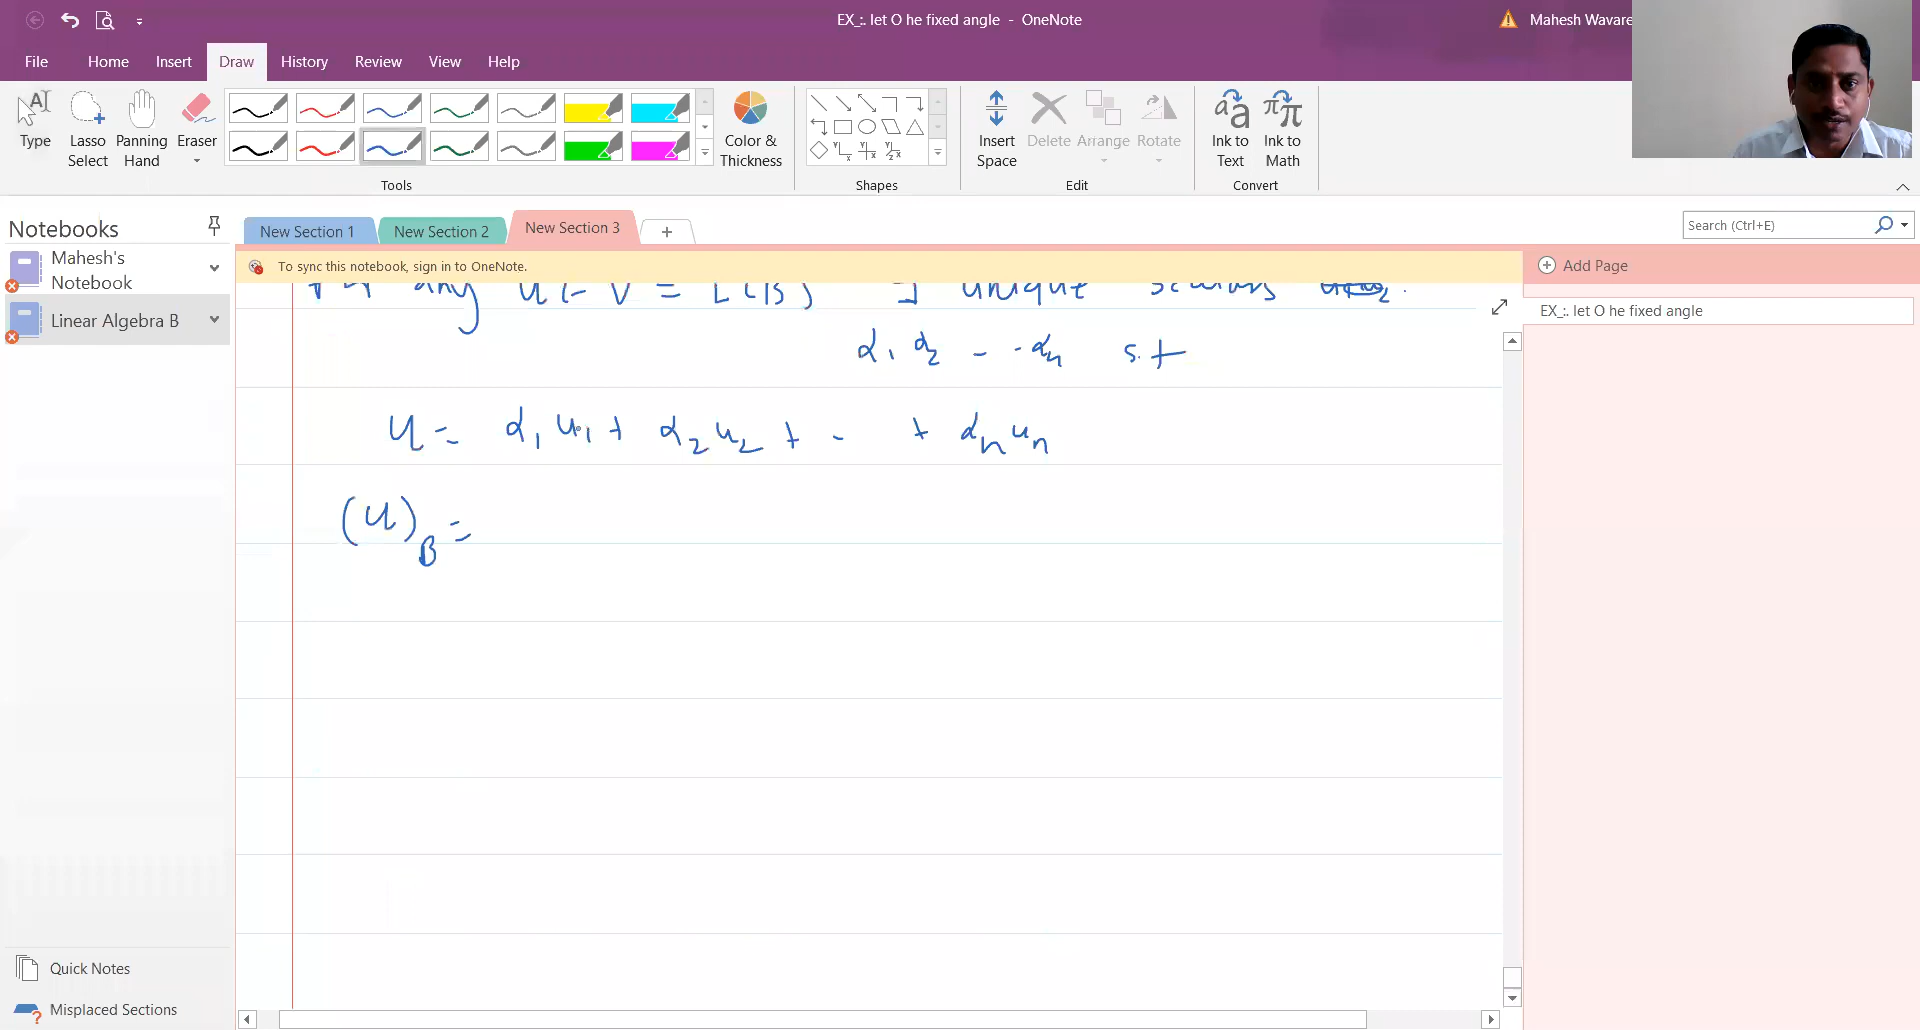 EX_:. let O he fixed angle - OneNote
Mahesh Wavare
File Home Insert Draw History Review View Help
Type
Lasso Select
Panning Hand
Eraser
Color & Thickness
Insert Space
Delete
Arrange
Rotate
Ink to Text
Ink to Math
Tools
Shapes
Edit
Convert
Notebooks
New Section 1
New Section 2
New Section 3
Search (Ctrl+E)
Mahesh's Notebook
Linear Algebra B
To sync this notebook, sign in to OneNote.
Add Page
EX_:. let O he fixed angle
any u ∈ V = L(B) ∃ unique scalars
α₁ α₂ - - αₙ s.t
u = α₁u₁ + α₂u₂ + - + αₙuₙ
(u)_B =
Quick Notes
Misplaced Sections